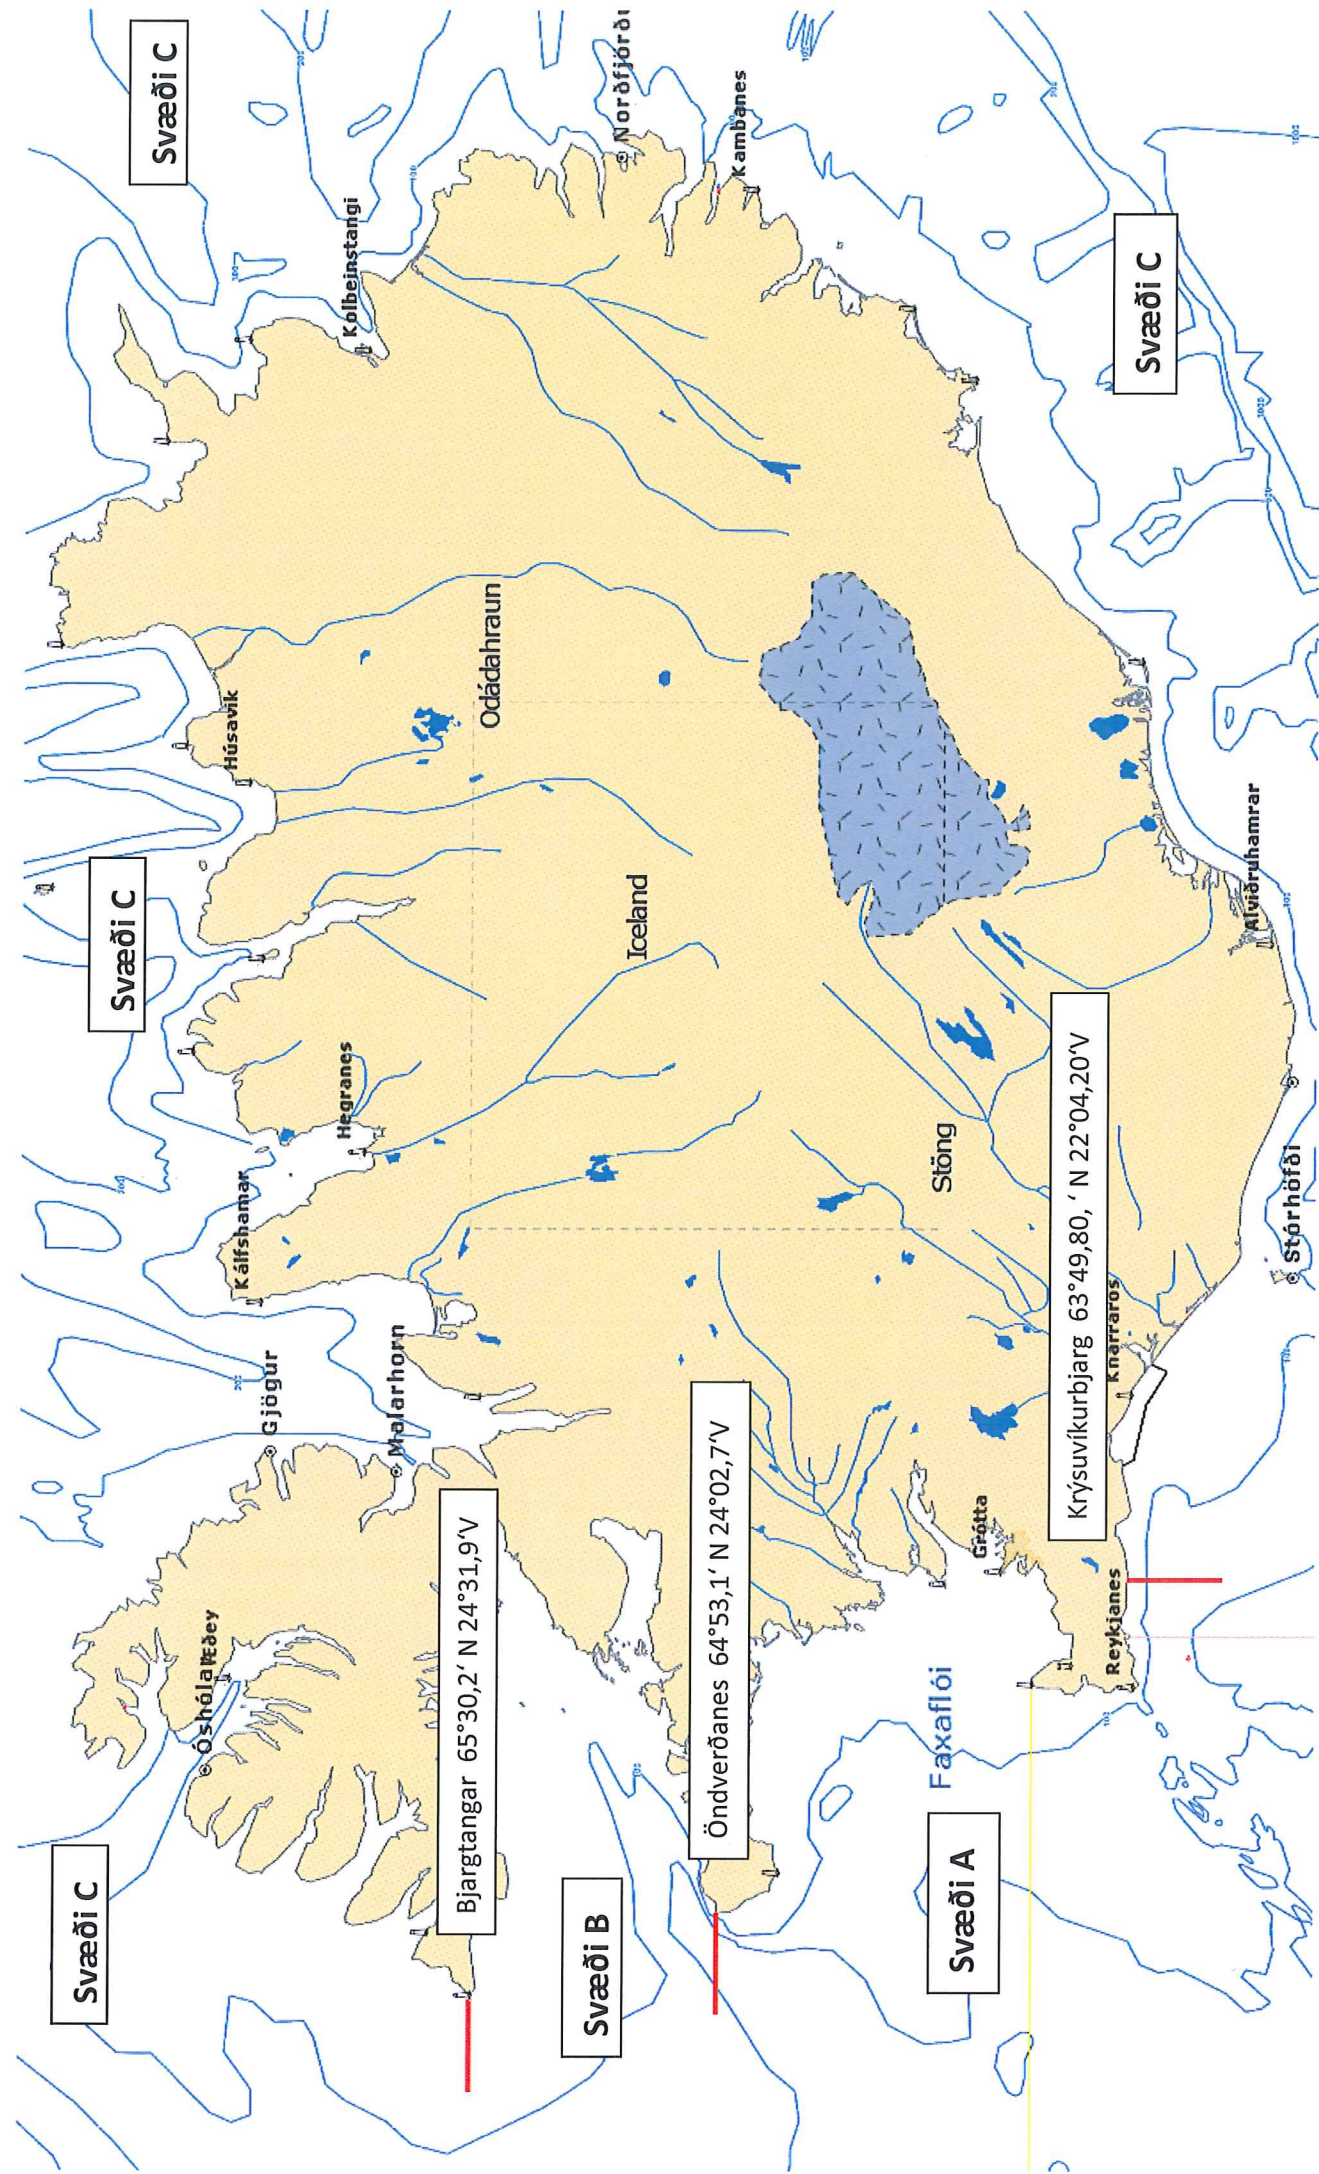 Svæði C
Svæði C
Svæði C
Óshólar
Æðey
Gjögur
Kálfshamar
Húsavik
Malarhorn
Hegranes
Kolbeinstangi
Bjargtangar 65°30,2‘ N 24°31,9‘V
Odádahraun
Svæði B
Iceland
Norðfjörð
Öndverðanes 64°53,1‘ N 24°02,7‘V
Kambanes
Svæði A
Faxaflói
Grótta
Stöng
Krýsuvíkurbjarg 63°49,80, ‘ N 22°04,20‘V
Reykjanes
Knarraros
Svæði C
Alviðruhamrar
Stórhöfði